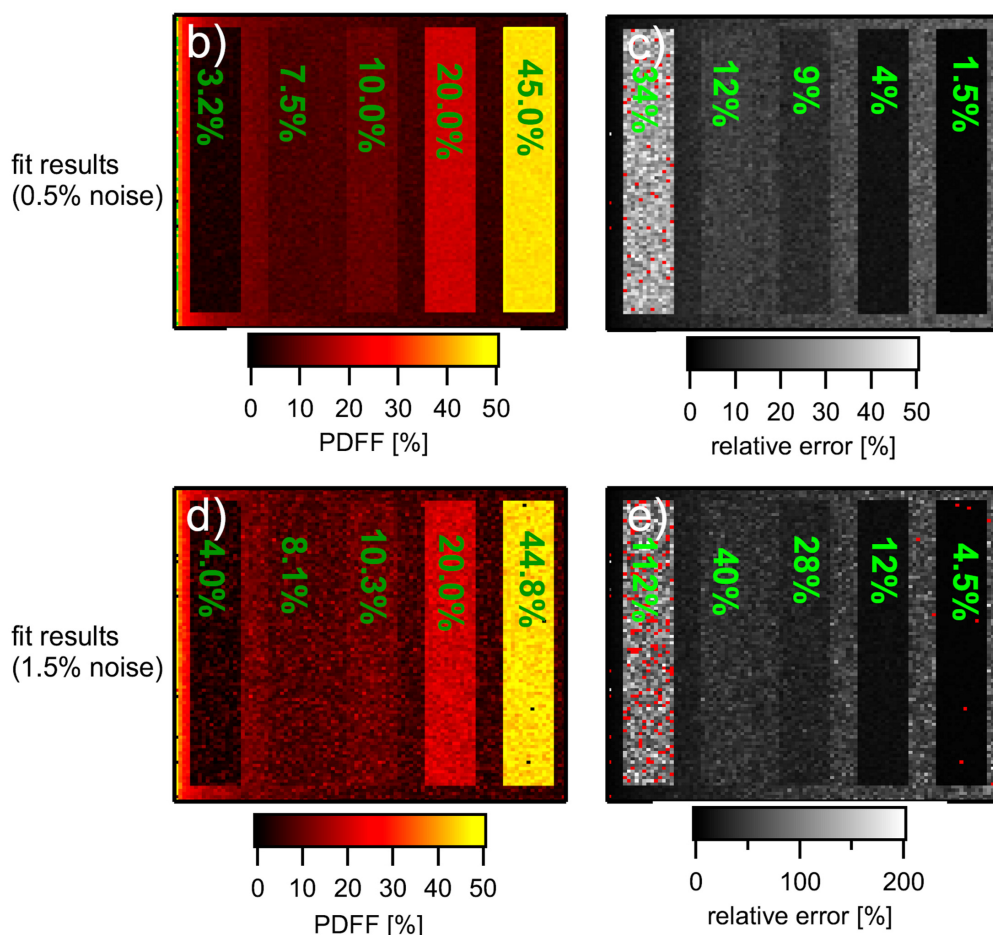 b)
3.2%
7.5%
10.0%
20.0%
45.0%
c)
34%
12%
9%
4%
1.5%
fit results
(0.5% noise)
0 10 20 30 40 50
PDFF [%]
0 10 20 30 40 50
relative error [%]
d)
4.0%
8.1%
10.3%
20.0%
44.8%
e)
112%
40%
28%
12%
4.5%
fit results
(1.5% noise)
0 10 20 30 40 50
PDFF [%]
0 100 200
relative error [%]